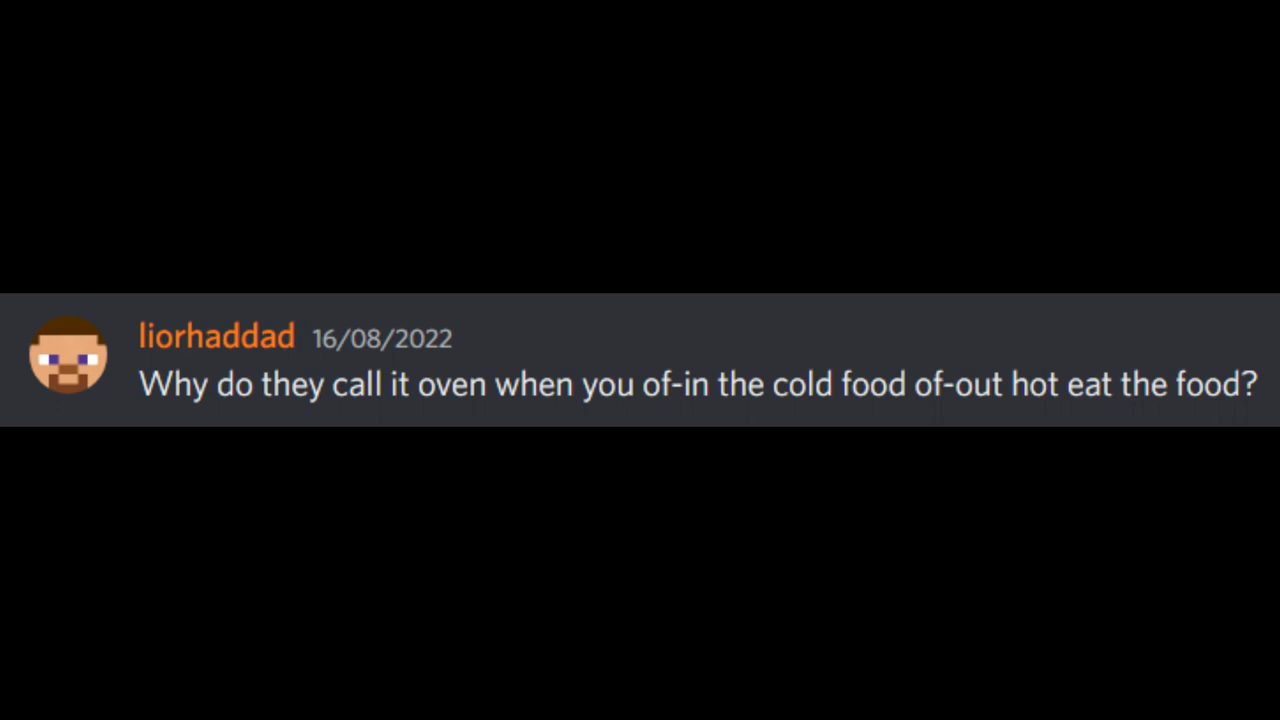 liorhaddad 16/08/2022
Why do they call it oven when you of-in the cold food of-out hot eat the food?